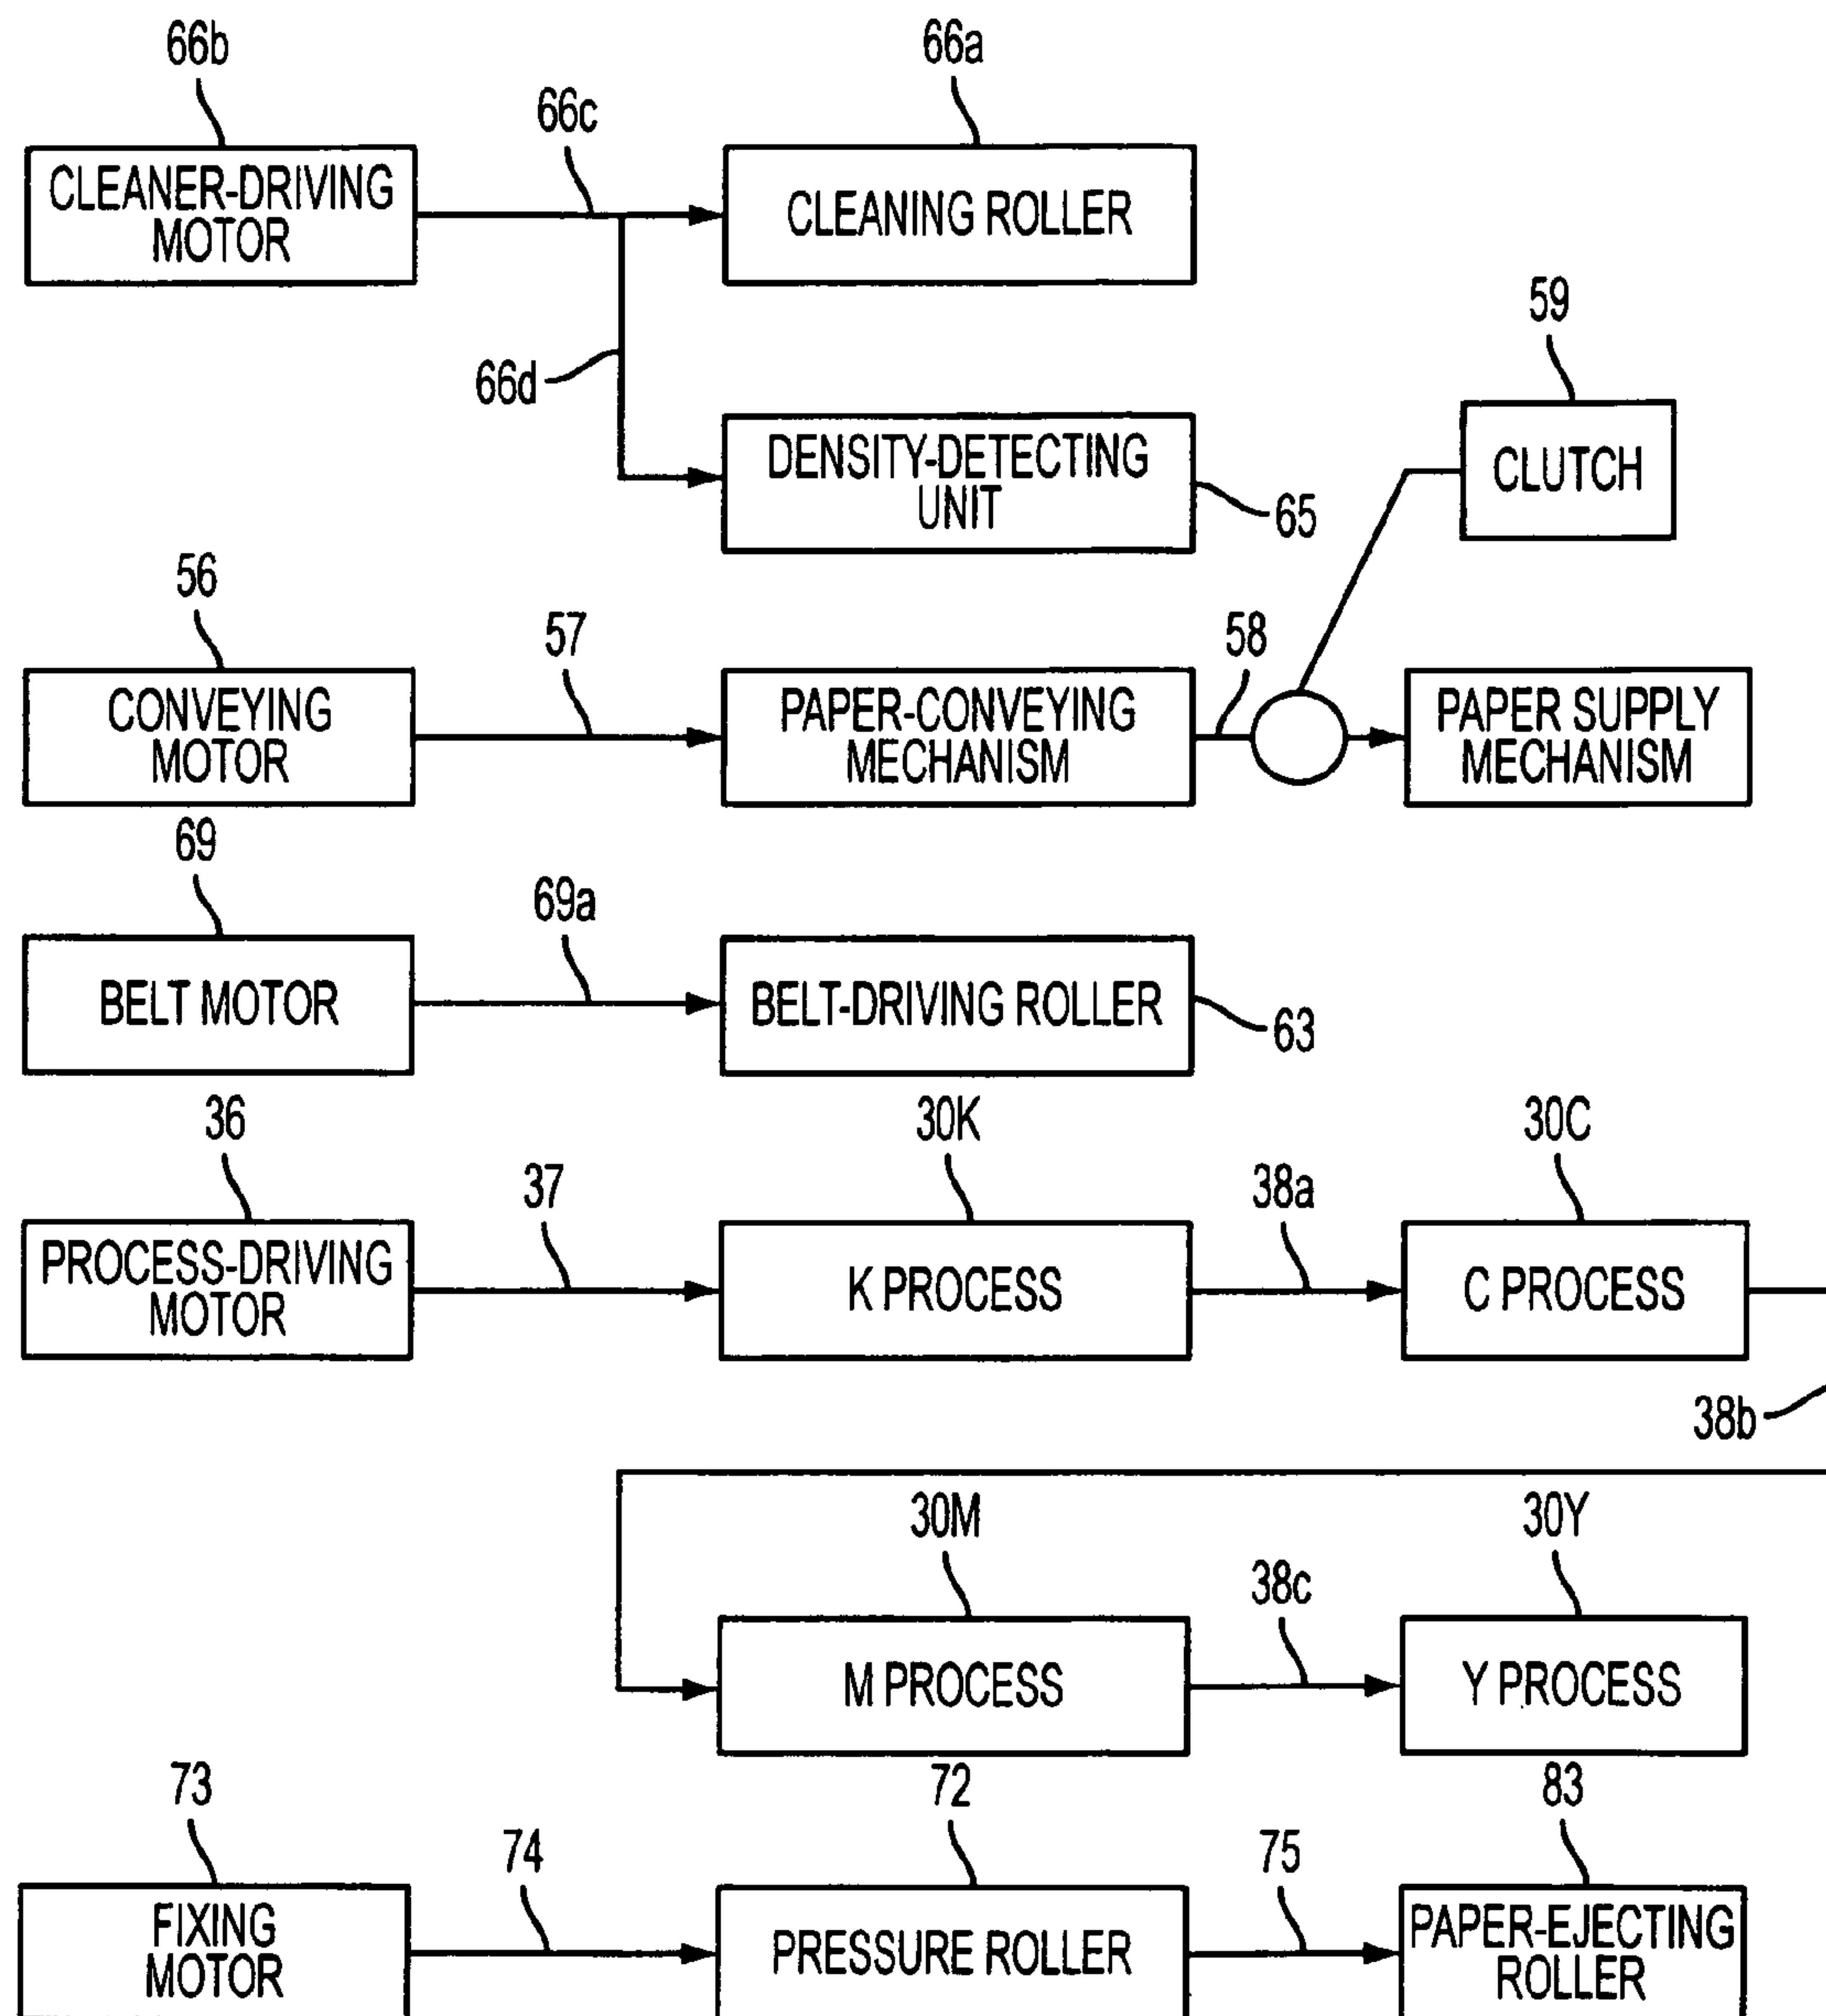 66b
66a
66c
CLEANER-DRIVING
MOTOR
CLEANING ROLLER
59
66d
DENSITY-DETECTING
UNIT
CLUTCH
65
56
57
58
CONVEYING
MOTOR
PAPER-CONVEYING
MECHANISM
PAPER SUPPLY
MECHANISM
69
69a
BELT MOTOR
BELT-DRIVING ROLLER
63
36
30K
30C
37
38a
PROCESS-DRIVING
MOTOR
K PROCESS
C PROCESS
38b
30M
30Y
38c
M PROCESS
Y PROCESS
73
72
83
74
75
FIXING
MOTOR
PRESSURE ROLLER
PAPER-EJECTING
ROLLER